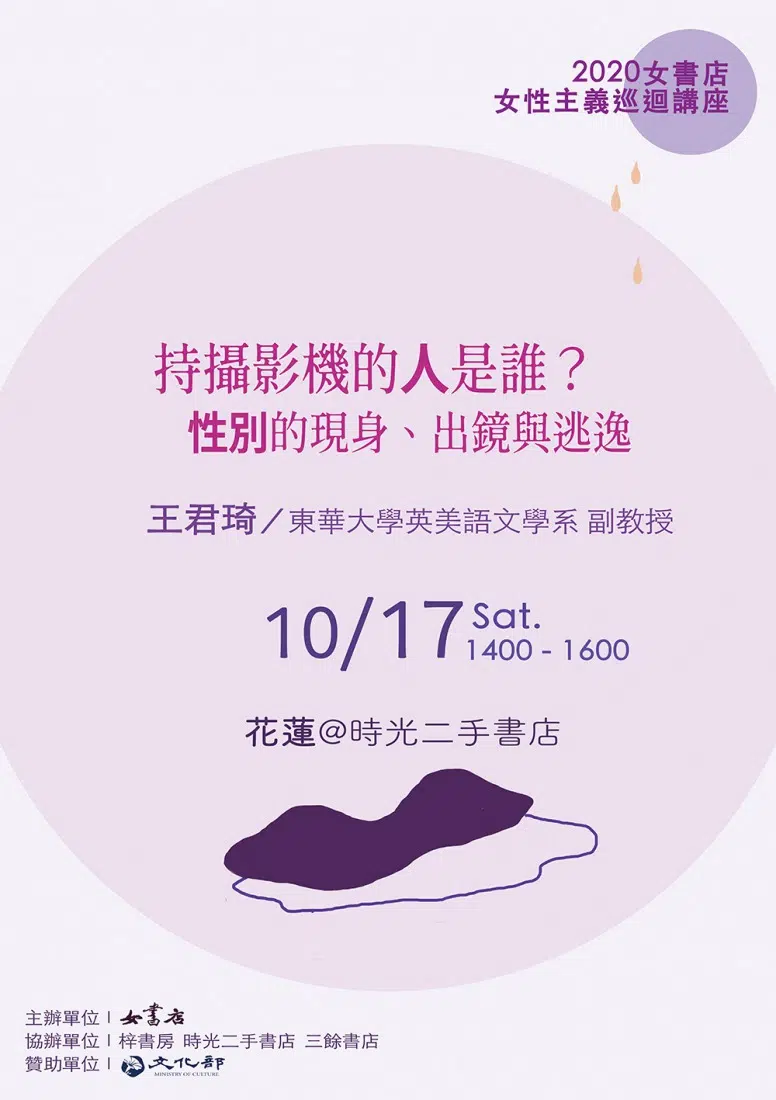 2020女書店
女性主義巡迴講座
持攝影機的人是誰？
性別的現身、出鏡與逃逸
王君琦／東華大學英美語文學系 副教授
10/17 Sat.
1400 - 1600
花蓮@時光二手書店
主辦單位 | 女書店
協辦單位 | 梓書房 時光二手書店 三餘書店
贊助單位 | 文化部
MINISTRY OF CULTURE